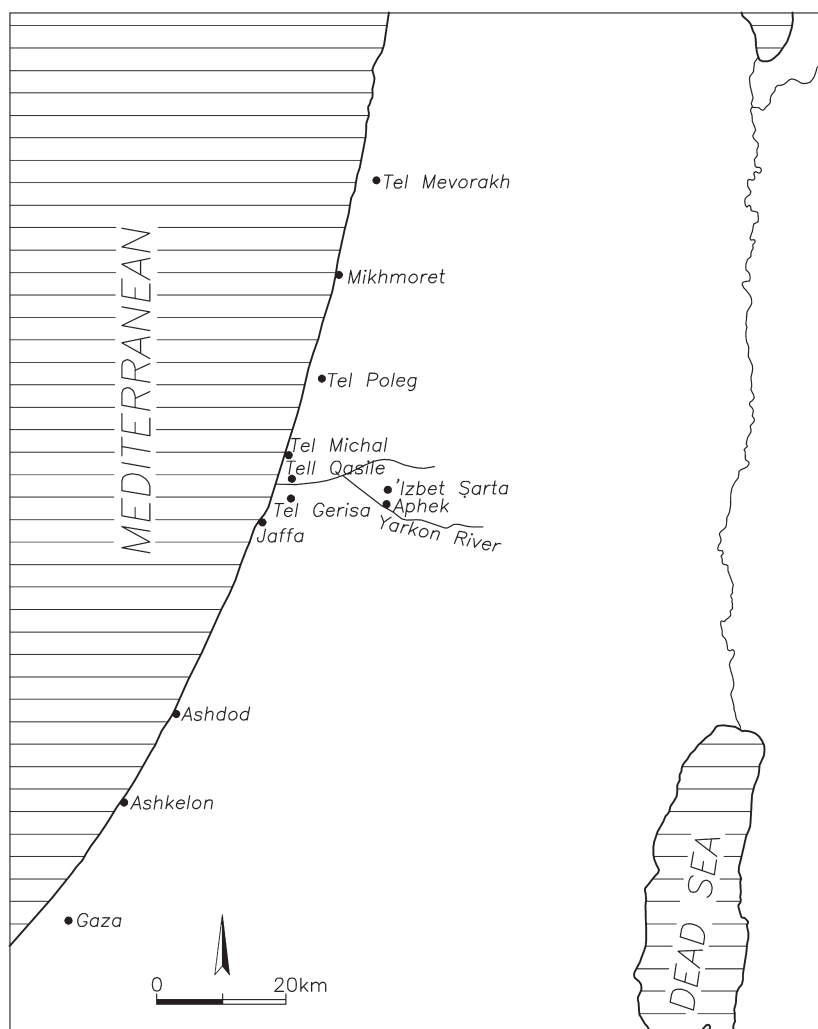 Tel Mevorakh
MEDITERRANEAN
Mikhmoret
Tel Poleg
Tel Michal
Tell Qasile
'Izbet Ṣarta
Aphek
Tel Gerisa
Yarkon River
Jaffa
Ashdod
Ashkelon
DEAD SEA
Gaza
0 20km